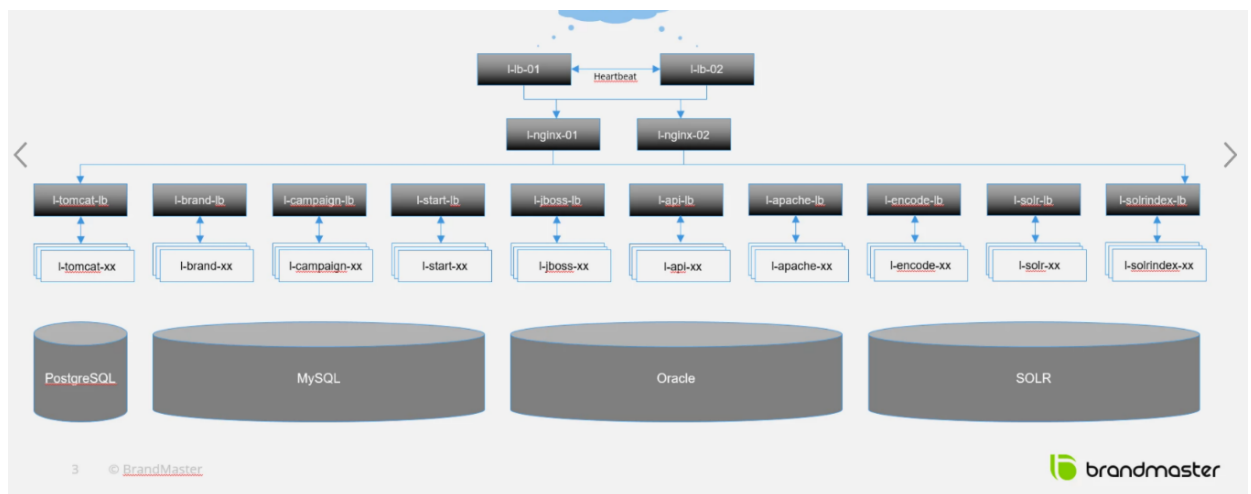 l-lb-01
Heartbeat
l-lb-02
l-nginx-01
l-nginx-02
l-tomcat-lb
l-brand-lb
l-campaign-lb
l-start-lb
l-jboss-lb
l-api-lb
l-apache-lb
l-encode-lb
l-solr-lb
l-solrindex-lb
l-tomcat-xx
l-brand-xx
l-campaign-xx
l-start-xx
l-jboss-xx
l-api-xx
l-apache-xx
l-encode-xx
l-solr-xx
l-solrindex-xx
PostgreSQL
MySQL
Oracle
SOLR
3 © BrandMaster
brandmaster